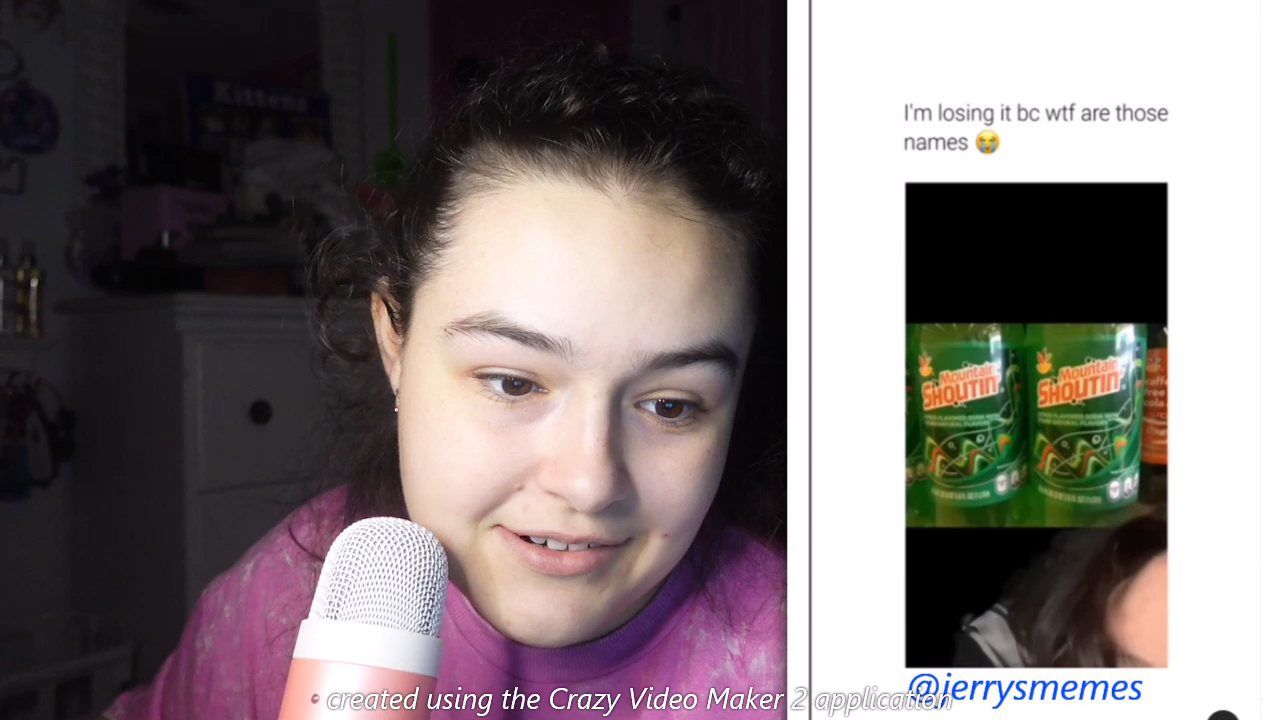 Kittens
I'm losing it bc wtf are those
names 😭
Mountain
SHOUTIN'
Mountain
SHOUTIN'
@jerrysmemes
• created using the Crazy Video Maker 2 application